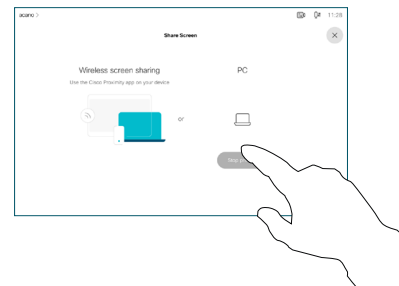 acano >
11:28
Share Screen
Wireless screen sharing
PC
Use the Cisco Proximity app on your device
or